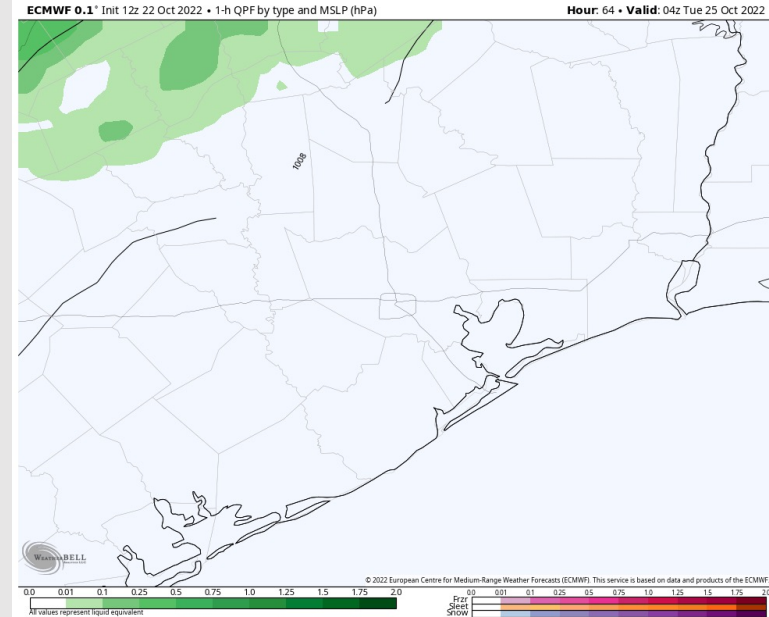 ECMWF 0.1° Init 12z 22 Oct 2022 • 1-h QPF by type and MSLP (hPa) Hour: 64 • Valid: 04z Tue 25 Oct 2022
1008
WEATHERBELL
© 2022 European Centre for Medium-Range Weather Forecasts (ECMWF). This service is based on data and products of the ECMWF.
0.0 0.01 0.1 0.25 0.5 0.75 1.0 1.25 1.5 1.75 2.0
All values represent liquid equivalent
0.0 0.01 0.1 0.25 0.5 0.75 1.0 1.25 1.5 1.75 2.0
Frzr
Sleet
Snow